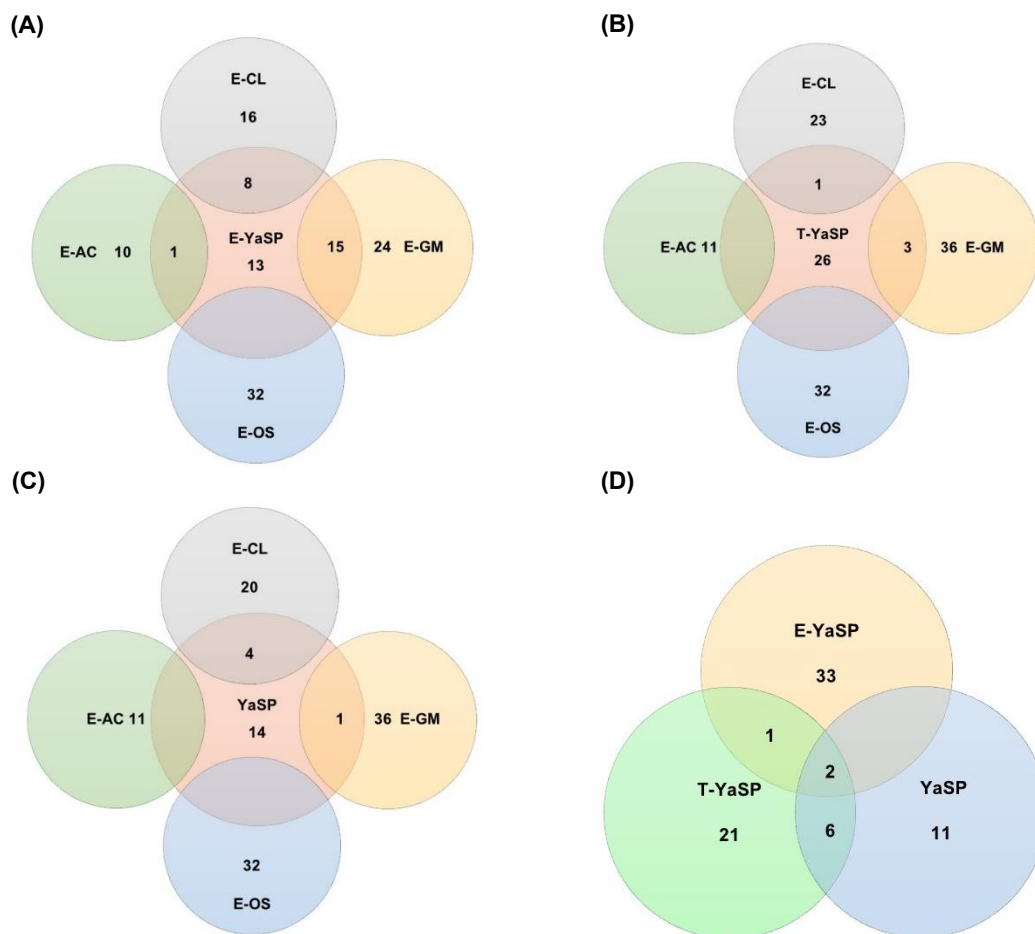 (A)
E-CL
16
8
E-AC 10
1
E-YaSP
13
15
24 E-GM
32
E-OS
(B)
E-CL
23
1
E-AC 11
T-YaSP
26
3
36 E-GM
32
E-OS
(C)
E-CL
20
4
E-AC 11
YaSP
14
1
36 E-GM
32
E-OS
(D)
E-YaSP
33
1
2
T-YaSP
21
6
YaSP
11